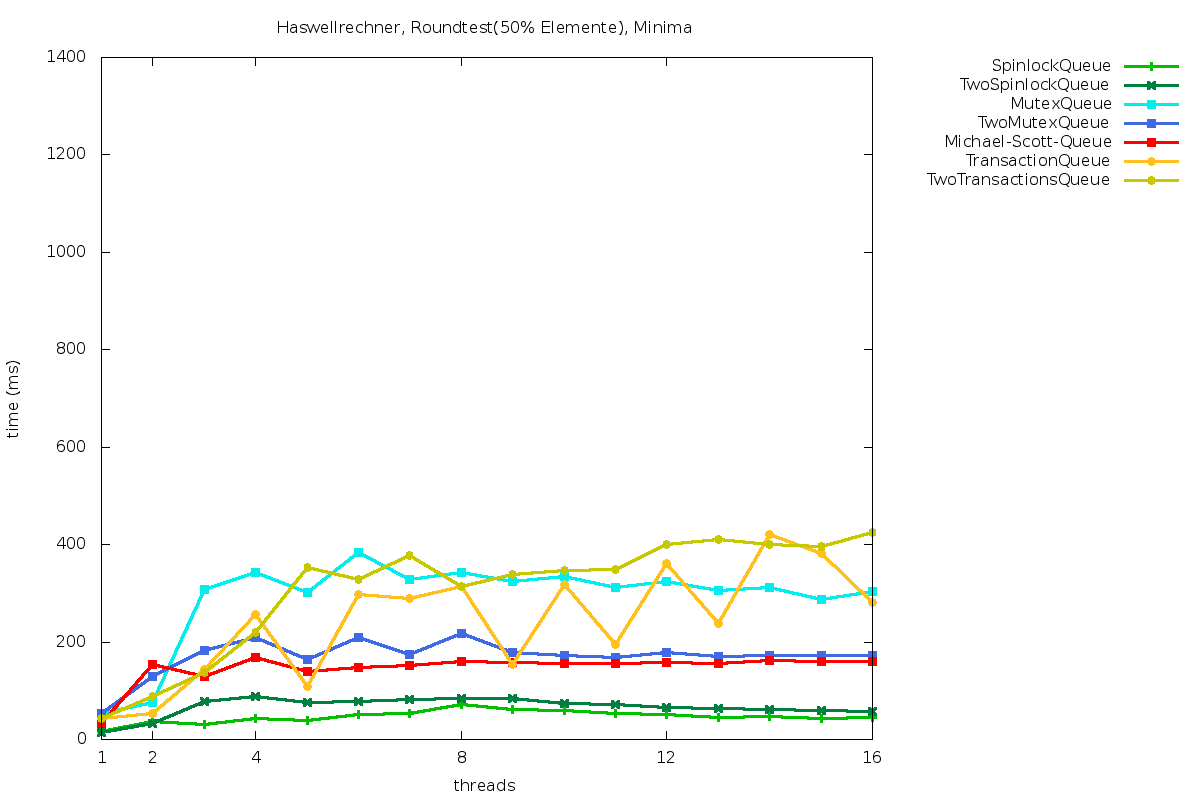 Haswellrechner, Roundtest(50% Elemente), Minima
1400
1200
1000
800
600
400
200
0
time (ms)
1 2 4 8 12 16
threads
SpinlockQueue
TwoSpinlockQueue
MutexQueue
TwoMutexQueue
Michael-Scott-Queue
TransactionQueue
TwoTransactionsQueue